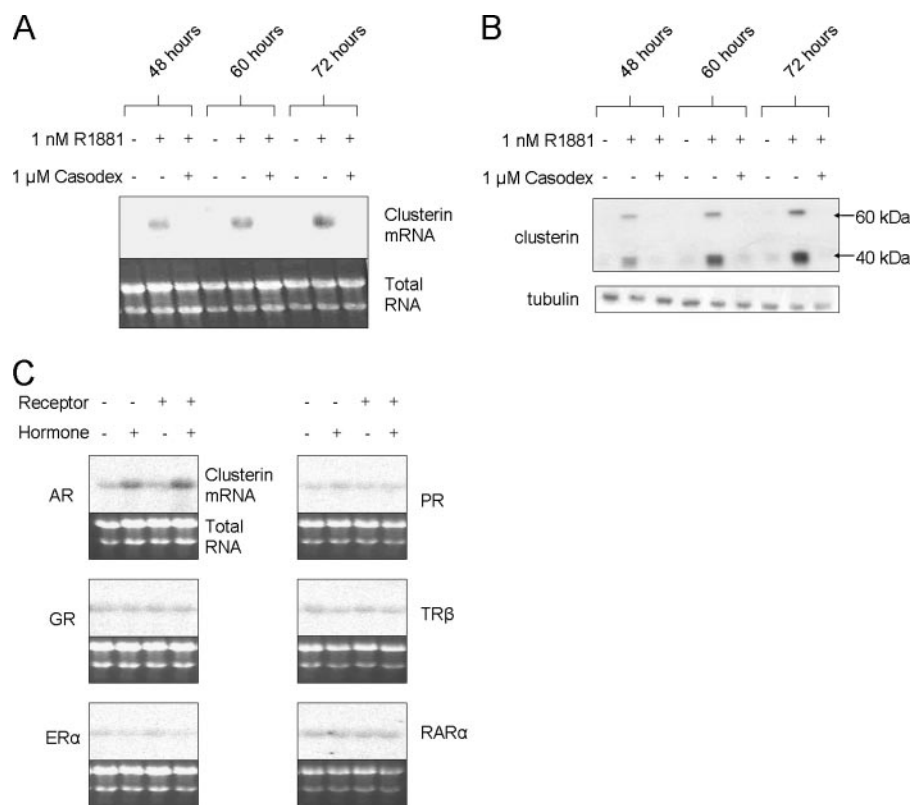 A
48 hours 60 hours 72 hours
1 nM R1881 - + + - + + - + +
1 µM Casodex - - + - - + - - +
Clusterin
mRNA
Total
RNA
B
48 hours 60 hours 72 hours
1 nM R1881 - + + - + + - + +
1 µM Casodex - - + - - + - - +
clusterin
60 kDa
40 kDa
tubulin
C
Receptor - - + + - - + +
Hormone - + - + - + - +
AR
Clusterin
mRNA
Total
RNA
PR
GR
TRβ
ERα
RARα